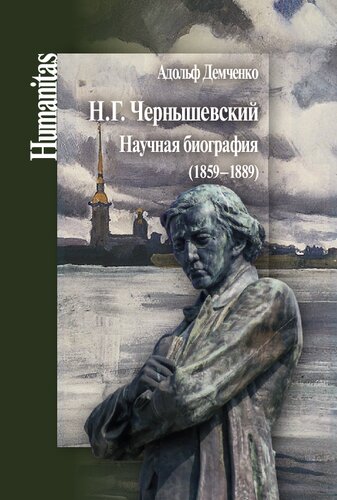 Humanitas
Адольф Демченко
Н.Г. Чернышевский
Научная биография
(1859–1889)